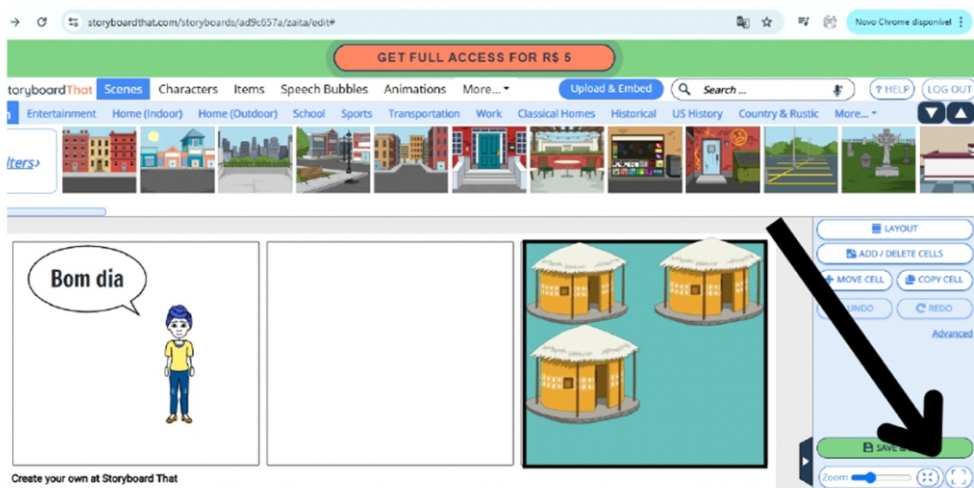 storyboardthat.com/storyboards/ad9c657a/zaita/edit#
Novo Chrome disponível
GET FULL ACCESS FOR R$ 5
toryboardThat Scenes Characters Items Speech Bubbles Animations More... Upload & Embed Search ... ? HELP LOG OUT
Entertainment Home (Indoor) Home (Outdoor) School Sports Transportation Work Classical Homes Historical US History Country & Rustic More...
lters>
LAYOUT
ADD / DELETE CELLS
MOVE CELL COPY CELL
UNDO REDO
Advanced
Bom dia
SAVE
Create your own at Storyboard That
Zoom